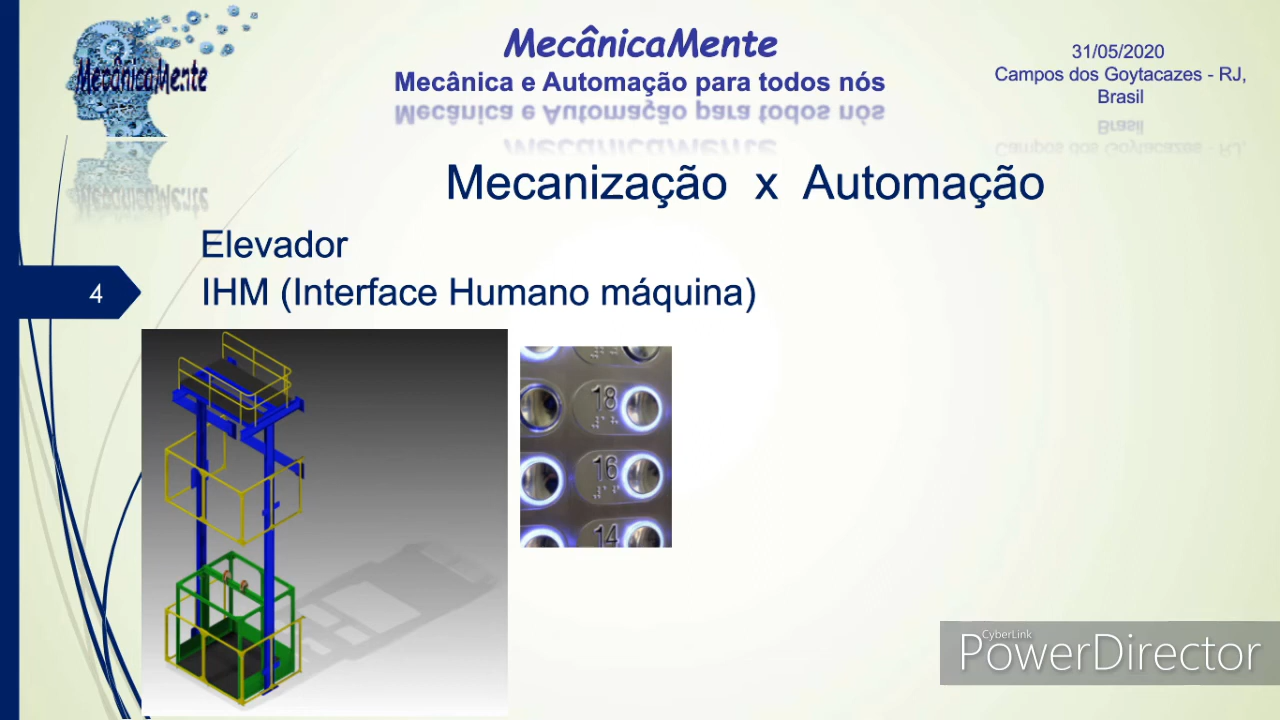 MecânicaMente
MecânicaMente
Mecânica e Automação para todos nós
31/05/2020
Campos dos Goytacazes - RJ,
Brasil
Mecanização x Automação
Elevador
IHM (Interface Humano máquina)
4
18
16
14
CyberLink
PowerDirector